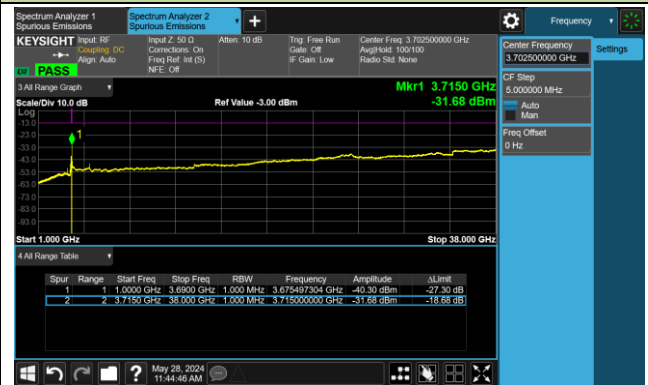 Spectrum Analyzer 1
Spurious Emissions
Spectrum Analyzer 2
Spurious Emissions
Frequency
KEYSIGHT
Input: RF
Coupling: DC
Align: Auto
Input Z: 50 Ω
Corrections: On
Freq Ref: Int (S)
NFE: Off
Atten: 10 dB
Trig: Free Run
Gate: Off
IF Gain: Low
Center Freq: 3.702500000 GHz
Avg|Hold: 100/100
Radio Std: None
PASS
Center Frequency
3.702500000 GHz
Settings
CF Step
5.000000 MHz
Auto
Man
Freq Offset
0 Hz
3 All Range Graph
Mkr1 3.7150 GHz
Scale/Div 10.0 dB
Ref Value -3.00 dBm
-31.68 dBm
Log
-13.0
-23.0
-33.0
-43.0
-53.0
-63.0
-73.0
-83.0
-93.0
1
Start 1.000 GHz
Stop 38.000 GHz
4 All Range Table
Spur Range Start Freq Stop Freq RBW Frequency Amplitude ΔLimit
1 1 1.0000 GHz 3.6900 GHz 1.000 MHz 3.675497304 GHz -40.30 dBm -27.30 dB
2 2 3.7150 GHz 38.000 GHz 1.000 MHz 3.715000000 GHz -31.68 dBm -18.68 dB
May 28, 2024
11:44:46 AM